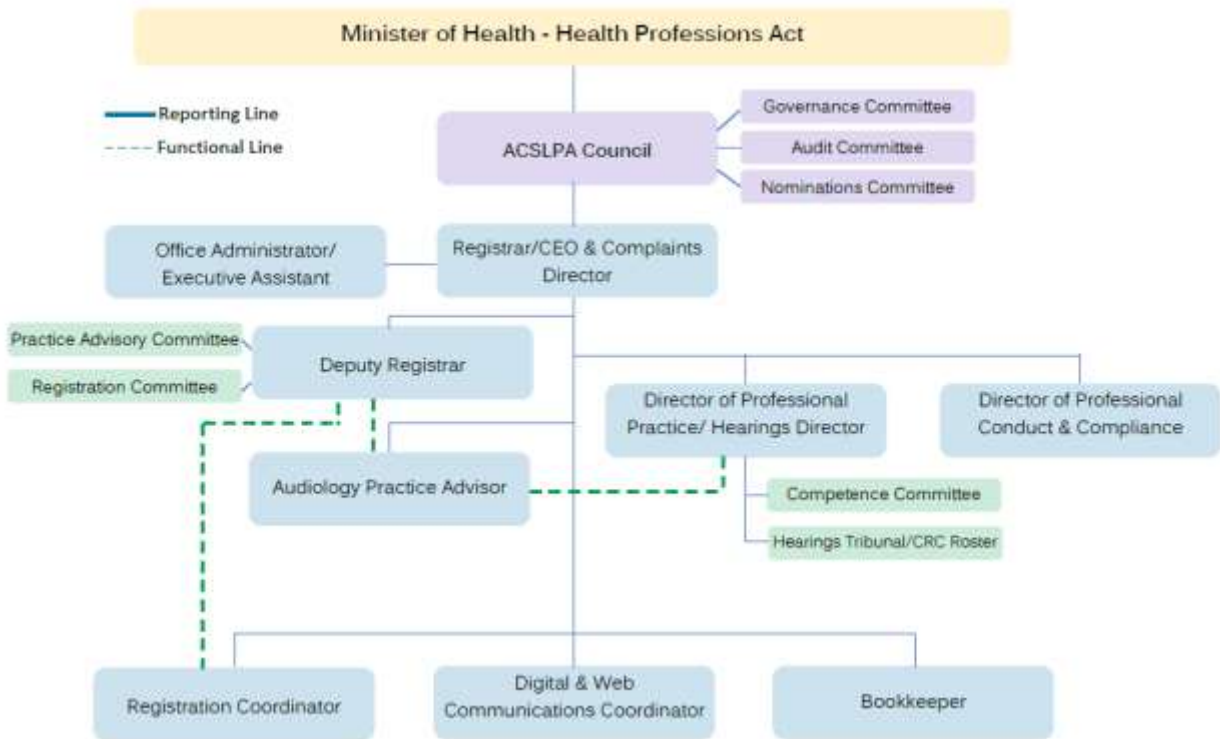 Minister of Health - Health Professions Act
Reporting Line
Functional Line
ACSLPA Council
Governance Committee
Audit Committee
Nominations Committee
Office Administrator/
Executive Assistant
Registrar/CEO & Complaints
Director
Practice Advisory Committee
Registration Committee
Deputy Registrar
Director of Professional
Practice/ Hearings Director
Director of Professional
Conduct & Compliance
Audiology Practice Advisor
Competence Committee
Hearings Tribunal/CRC Roster
Registration Coordinator
Digital & Web
Communications Coordinator
Bookkeeper